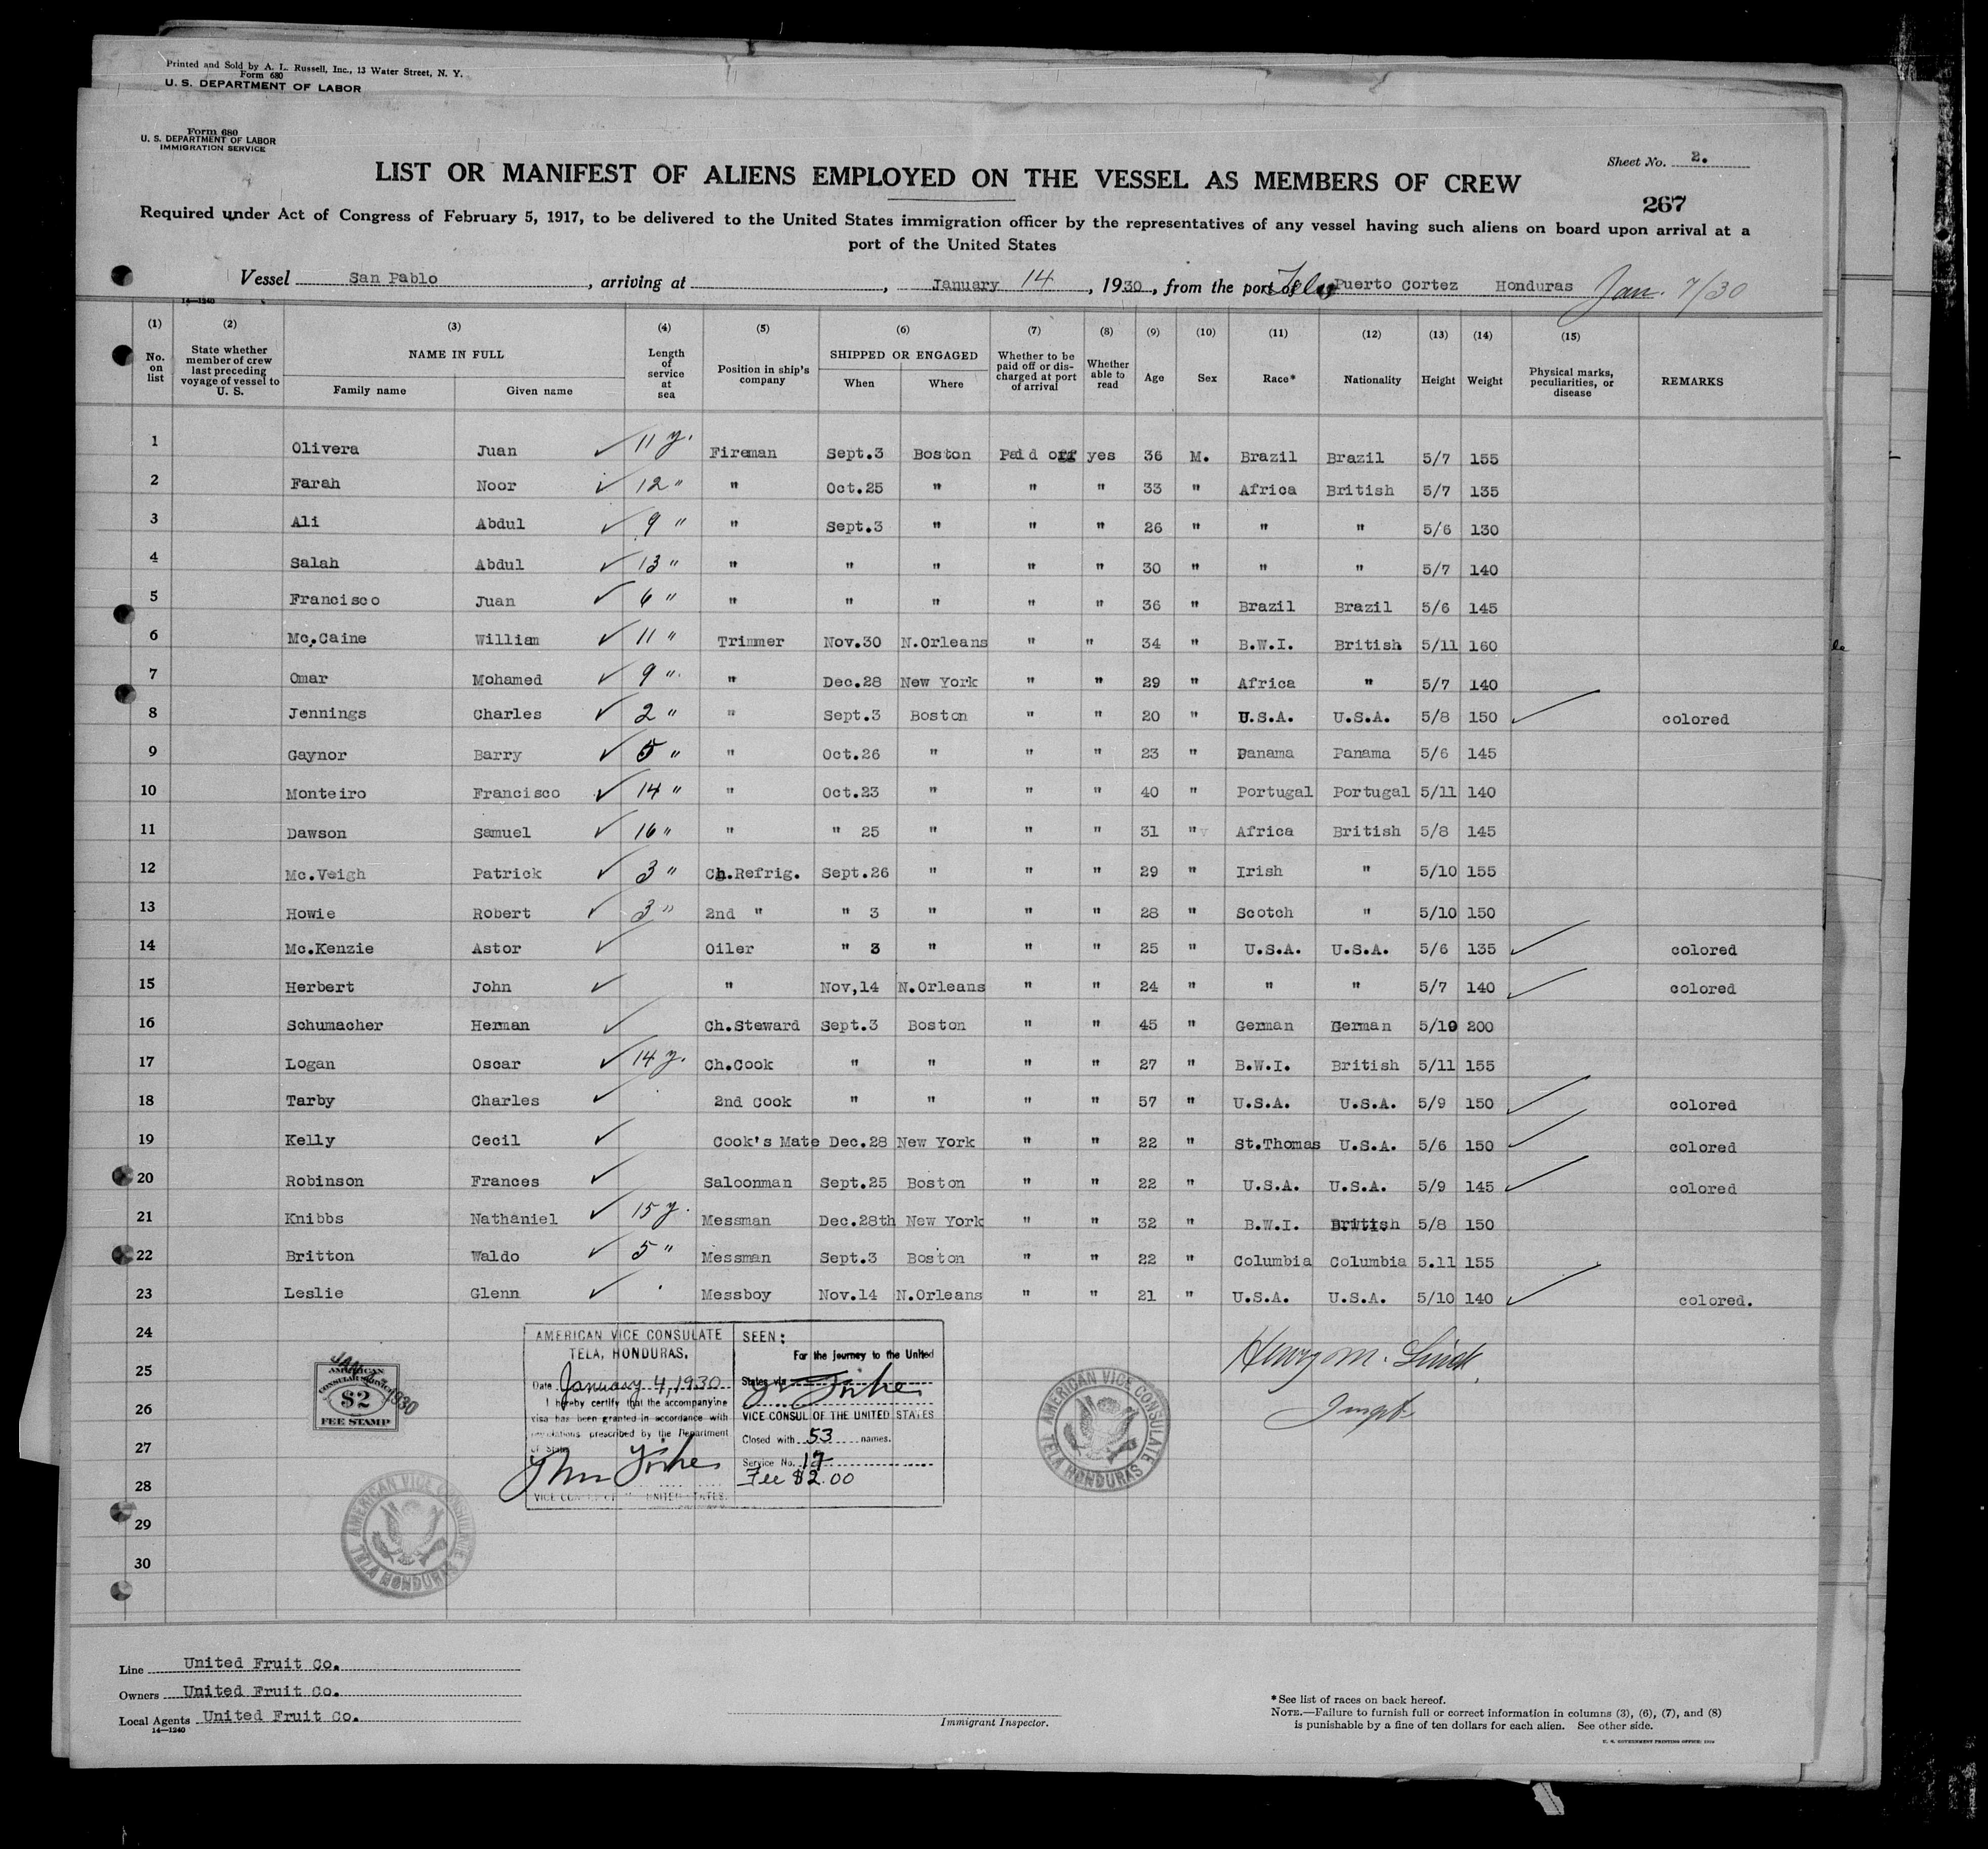 Printed and Sold by A. L. Russell, Inc., 13 Water Street, N. Y.
Form 680
U. S. DEPARTMENT OF LABOR
Form 680
U. S. DEPARTMENT OF LABOR
IMMIGRATION SERVICE
Sheet No. 2.
LIST OR MANIFEST OF ALIENS EMPLOYED ON THE VESSEL AS MEMBERS OF CREW
267
Required under Act of Congress of February 5, 1917, to be delivered to the United States immigration officer by the representatives of any vessel having such aliens on board upon arrival at a
port of the United States
Vessel San Pablo, arriving at , January 14, 1930, from the port of Tela Puerto Cortez Honduras Jan. 7/30
14—1240
(1) (2) (3) (4) (5) (6) (7) (8) (9) (10) (11) (12) (13) (14) (15)
No. on list State whether member of crew last preceding voyage of vessel to U. S. NAME IN FULL Family name Given name Length of service at sea Position in ship's company SHIPPED OR ENGAGED When Where Whether to be paid off or discharged at port of arrival Whether able to read Age Sex Race* Nationality Height Weight Physical marks, peculiarities, or disease REMARKS
1 Olivera Juan ✓ 11 y. Fireman Sept.3 Boston Paid off yes 36 M. Brazil Brazil 5/7 155
2 Farah Noor ✓ 12 " " Oct.25 " " " 33 " Africa British 5/7 135
3 Ali Abdul ✓ 9 " " Sept.3 " " " 26 " " " 5/6 130
4 Salah Abdul ✓ 13 " " " " " " 30 " " " 5/7 140
5 Francisco Juan ✓ 6 " " " " " " 36 " Brazil Brazil 5/6 145
6 Mc.Caine William ✓ 11 " Trimmer Nov.30 N.Orleans " " 34 " B.W.I. British 5/11 160
7 Omar Mohamed ✓ 9 " " Dec.28 New York " " 29 " Africa " 5/7 140
8 Jennings Charles ✓ 2 " " Sept.3 Boston " " 20 " U.S.A. U.S.A. 5/8 150 ✓ colored
9 Gaynor Barry ✓ 5 " " Oct.26 " " " 23 " Panama Panama 5/6 145
10 Monteiro Francisco ✓ 14 " " Oct.23 " " " 40 " Portugal Portugal 5/11 140
11 Dawson Samuel ✓ 16 " " " 25 " " " 31 " Africa British 5/8 145
12 Mc.Veigh Patrick ✓ 3 " Ch.Refrig. Sept.26 " " " 29 " Irish " 5/10 155
13 Howie Robert ✓ 3 " 2nd " " 3 " " " 28 " Scotch " 5/10 150
14 Mc.Kenzie Astor ✓ Oiler " 3 " " " 25 " U.S.A. U.S.A. 5/6 135 ✓ colored
15 Herbert John ✓ " Nov,14 N.Orleans " " 24 " " " 5/7 140 ✓ colored
16 Schumacher Herman ✓ Ch.Steward Sept.3 Boston " " 45 " German German 5/10 200
17 Logan Oscar ✓ 14 y. Ch.Cook " " " " 27 " B.W.I. British 5/11 155
18 Tarby Charles ✓ 2nd Cook " " " " 57 " U.S.A. U.S.A. 5/9 150 ✓ colored
19 Kelly Cecil ✓ Cook's Mate Dec.28 New York " " 22 " St.Thomas U.S.A. 5/6 150 ✓ colored
20 Robinson Frances ✓ Saloonman Sept.25 Boston " " 22 " U.S.A. U.S.A. 5/9 145 ✓ colored
21 Knibbs Nathaniel ✓ 15 y. Messman Dec.28th New York " " 32 " B.W.I. British 5/8 150
22 Britton Waldo ✓ 5 " Messman Sept.3 Boston " " 22 " Columbia Columbia 5.11 155
23 Leslie Glenn ✓ Messboy Nov.14 N.Orleans " " 21 " U.S.A. U.S.A. 5/10 140 ✓ colored.
24
25
26
27
28
29
30
AMERICAN CONSULAR SERVICE
$2
FEE STAMP
JAN 4 - 1930
AMERICAN VICE CONSULATE
TELA, HONDURAS.
Date January 4, 1930
I hereby certify that the accompanying
visa has been granted in accordance with
regulations prescribed by the Department
of State
VICE CONSUL OF THE UNITED STATES.
SEEN:
For the journey to the United
States via
VICE CONSUL OF THE UNITED STATES
Closed with 53 names.
Service No. 17
Fee $2.00
AMERICAN VICE CONSULATE
TELA HONDURAS
AMERICAN VICE CONSULATE
TELA HONDURAS
Line United Fruit Co.
Owners United Fruit Co.
Local Agents United Fruit Co.
14—1240
Immigrant Inspector.
*See list of races on back hereof.
NOTE.—Failure to furnish full or correct information in columns (3), (6), (7), and (8)
is punishable by a fine of ten dollars for each alien. See other side.